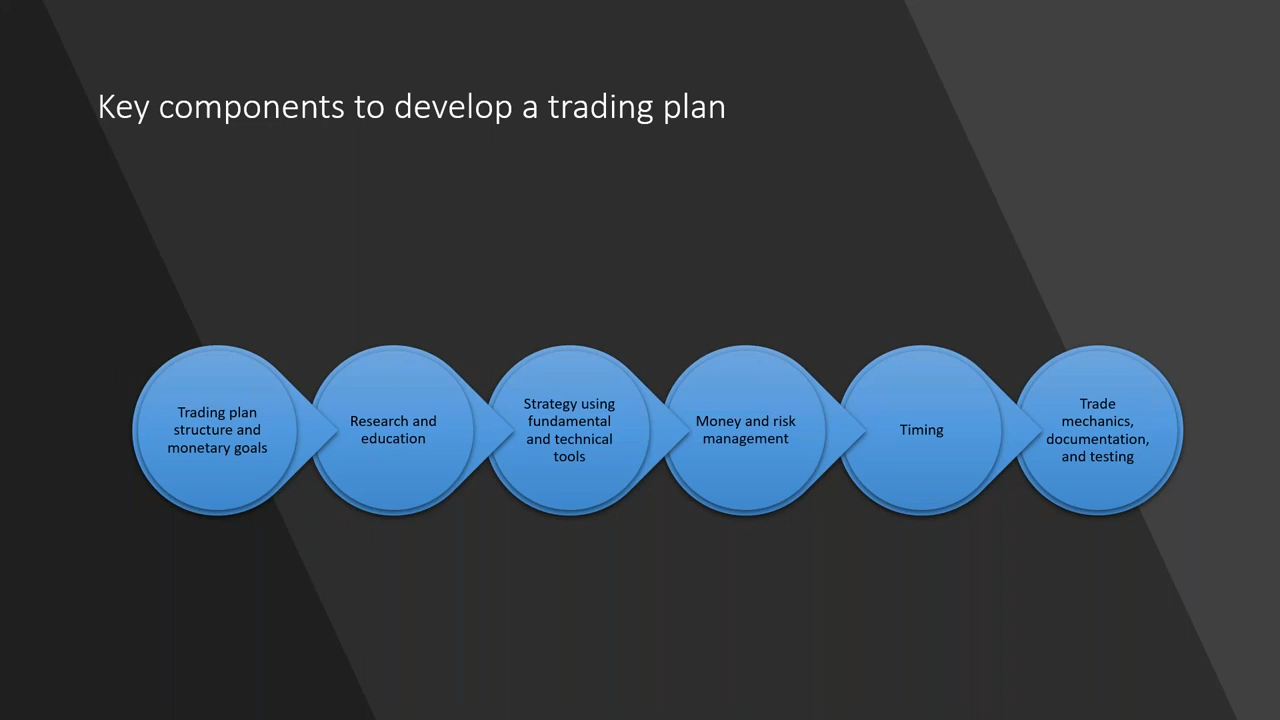 Key components to develop a trading plan
Trading plan
structure and
monetary goals
Research and
education
Strategy using
fundamental
and technical
tools
Money and risk
management
Timing
Trade
mechanics,
documentation,
and testing